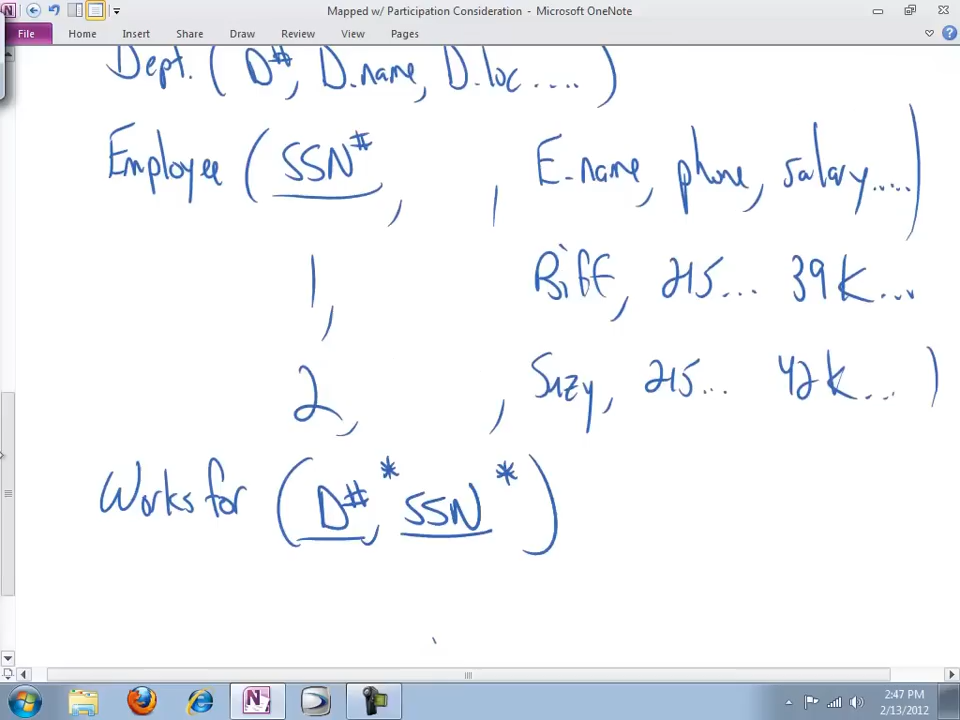 Mapped w/ Participation Consideration - Microsoft OneNote
File Home Insert Share Draw Review Pages View
Dept. ( D#, D.name, D.loc .... )
Employee ( SSN# , , E.name, phone, salary..... )
1, Biff, 215... 39K...
2, , Suzy, 215... 42K... )
Works for ( D#*, SSN* )
2:47 PM
2/13/2012